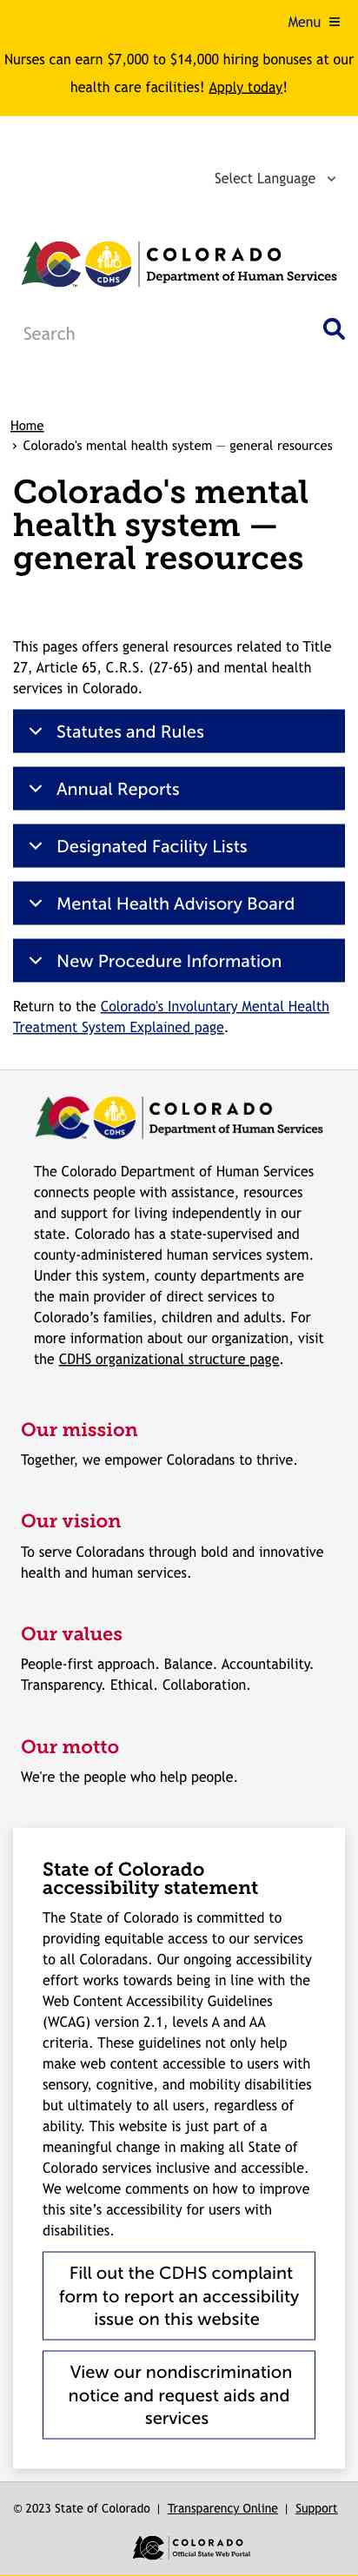 Menu
Nurses can earn $7,000 to $14,000 hiring bonuses at our
health care facilities! Apply today!
Select Language
CDHS
COLORADO
Department of Human Services
Search
Home
› Colorado's mental health system — general resources
Colorado's mental
health system —
general resources
This pages offers general resources related to Title
27, Article 65, C.R.S. (27-65) and mental health
services in Colorado.
Statutes and Rules
Annual Reports
Designated Facility Lists
Mental Health Advisory Board
New Procedure Information
Return to the Colorado's Involuntary Mental Health
Treatment System Explained page.
CDHS
COLORADO
Department of Human Services
The Colorado Department of Human Services
connects people with assistance, resources
and support for living independently in our
state. Colorado has a state-supervised and
county-administered human services system.
Under this system, county departments are
the main provider of direct services to
Colorado’s families, children and adults. For
more information about our organization, visit
the CDHS organizational structure page.
Our mission
Together, we empower Coloradans to thrive.
Our vision
To serve Coloradans through bold and innovative
health and human services.
Our values
People-first approach. Balance. Accountability.
Transparency. Ethical. Collaboration.
Our motto
We're the people who help people.
State of Colorado
accessibility statement
The State of Colorado is committed to
providing equitable access to our services
to all Coloradans. Our ongoing accessibility
effort works towards being in line with the
Web Content Accessibility Guidelines
(WCAG) version 2.1, levels A and AA
criteria. These guidelines not only help
make web content accessible to users with
sensory, cognitive, and mobility disabilities
but ultimately to all users, regardless of
ability. This website is just part of a
meaningful change in making all State of
Colorado services inclusive and accessible.
We welcome comments on how to improve
this site’s accessibility for users with
disabilities.
Fill out the CDHS complaint
form to report an accessibility
issue on this website
View our nondiscrimination
notice and request aids and
services
© 2023 State of Colorado | Transparency Online | Support
COLORADO
Official State Web Portal